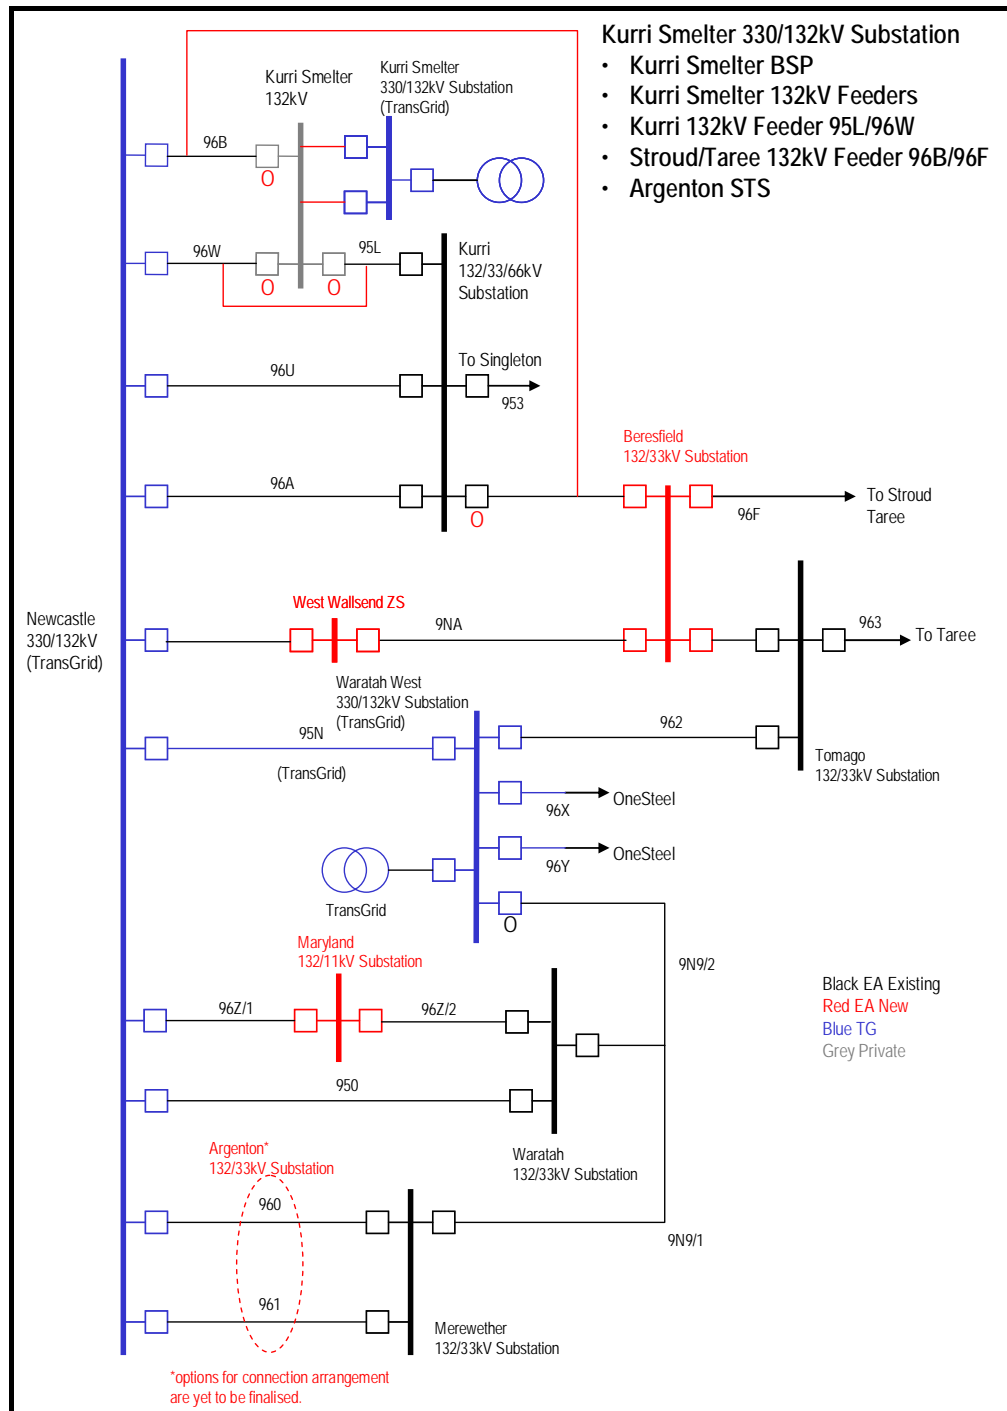 Kurri Smelter 330/132kV Substation
• Kurri Smelter BSP
• Kurri Smelter 132kV Feeders
• Kurri 132kV Feeder 95L/96W
• Stroud/Taree 132kV Feeder 96B/96F
• Argenton STS
Kurri Smelter
132kV
Kurri Smelter
330/132kV Substation
(TransGrid)
96B
O
96W
95L
O
O
Kurri
132/33/66kV
Substation
96U
To Singleton
953
96A
O
Beresfield
132/33kV Substation
96F
To Stroud
Taree
Newcastle
330/132kV
(TransGrid)
West Wallsend ZS
9NA
963
To Taree
Waratah West
330/132kV Substation
(TransGrid)
95N
(TransGrid)
962
Tomago
132/33kV Substation
96X
OneSteel
96Y
OneSteel
TransGrid
O
Maryland
132/11kV Substation
9N9/2
96Z/1
96Z/2
Black EA Existing
Red EA New
Blue TG
Grey Private
950
Waratah
132/33kV Substation
Argenton*
132/33kV Substation
960
9N9/1
961
Merewether
132/33kV Substation
*options for connection arrangement
are yet to be finalised.